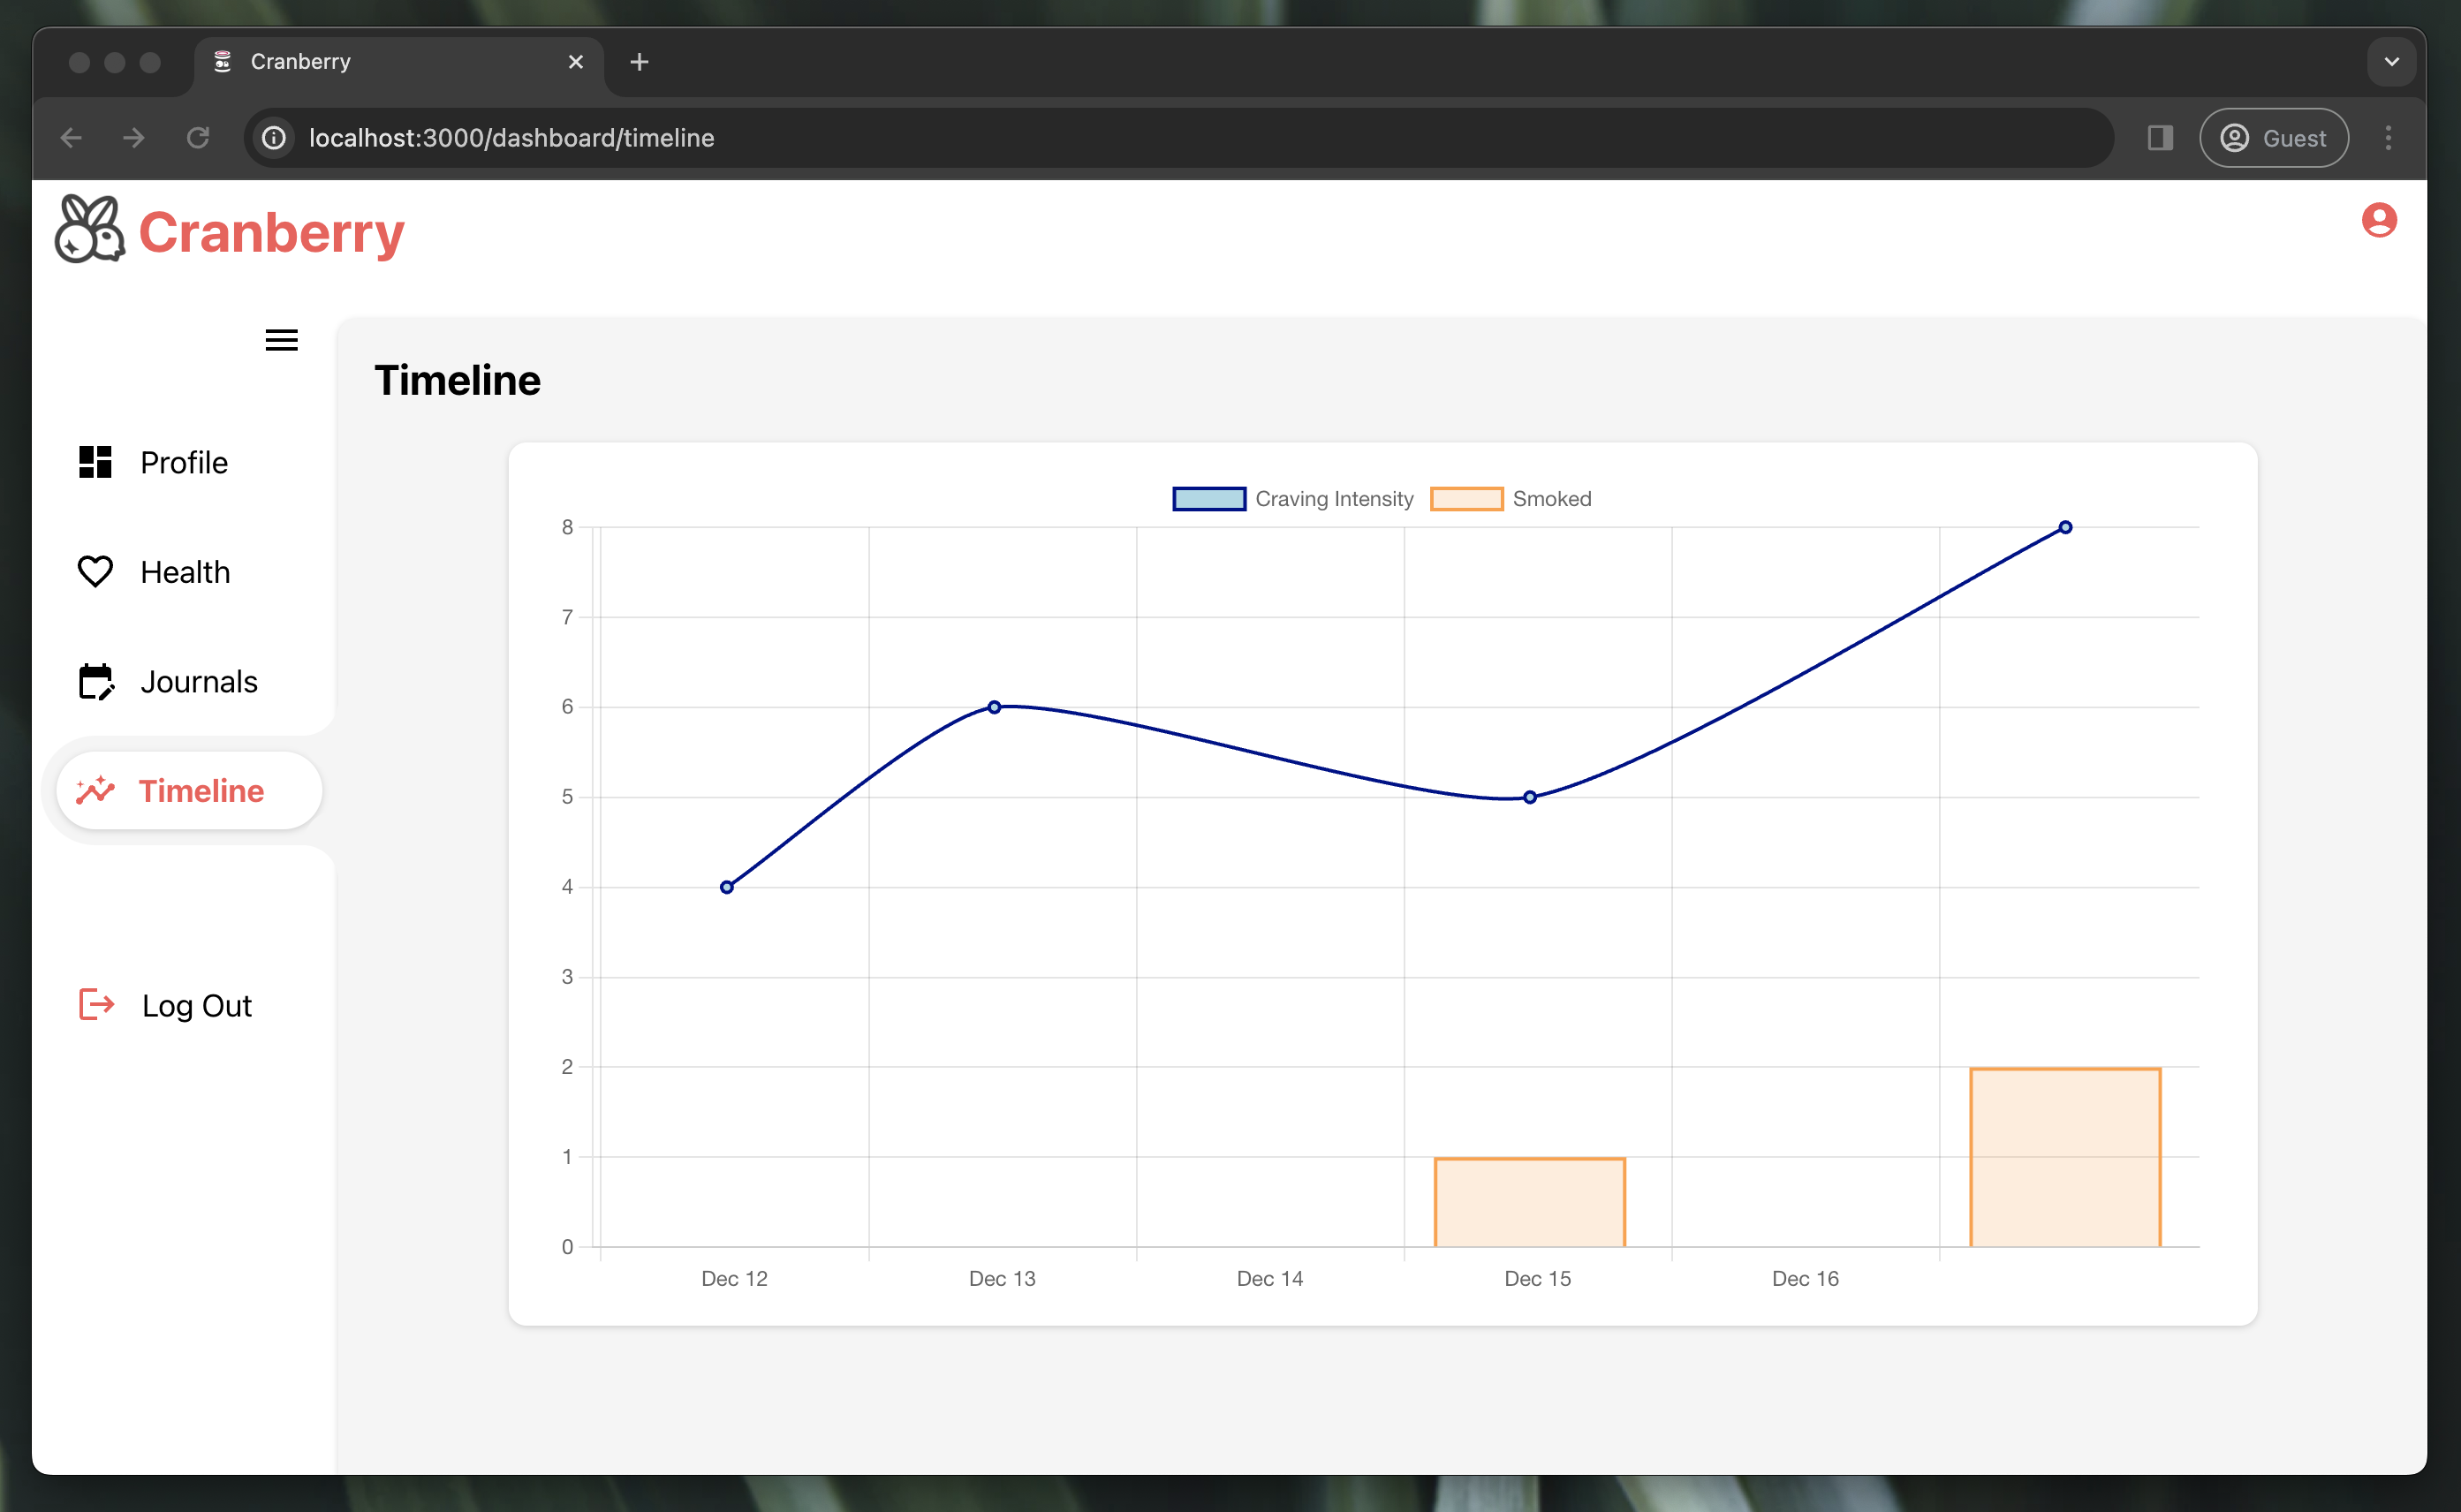 Cranberry
localhost:3000/dashboard/timeline
Guest
Cranberry
Timeline
Profile
Health
Journals
Timeline
Log Out
Craving Intensity Smoked
8
7
6
5
4
3
2
1
0
Dec 12 Dec 13 Dec 14 Dec 15 Dec 16